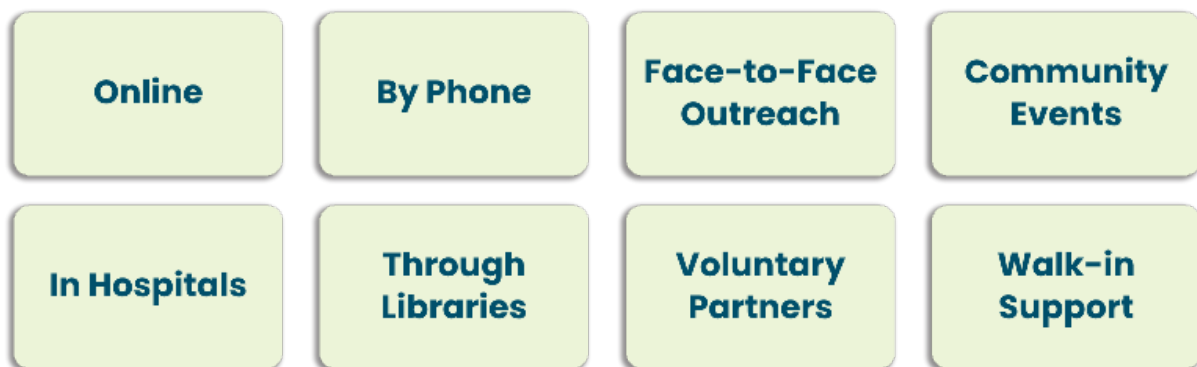 Online
By Phone
Face-to-Face
Outreach
Community
Events
In Hospitals
Through
Libraries
Voluntary
Partners
Walk-in
Support